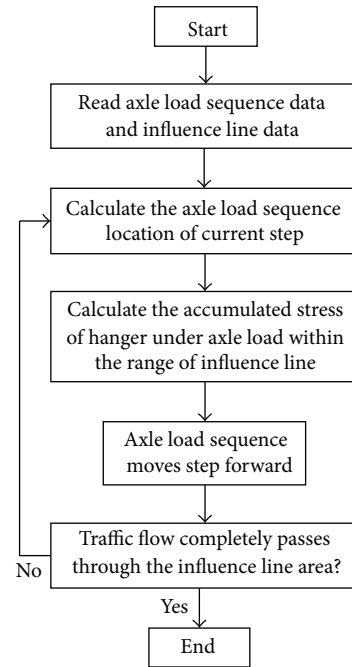 Start
Read axle load sequence data
and influence line data
Calculate the axle load sequence
location of current step
Calculate the accumulated stress
of hanger under axle load within
the range of influence line
Axle load sequence
moves step forward
Traffic flow completely passes
through the influence line area?
No
Yes
End